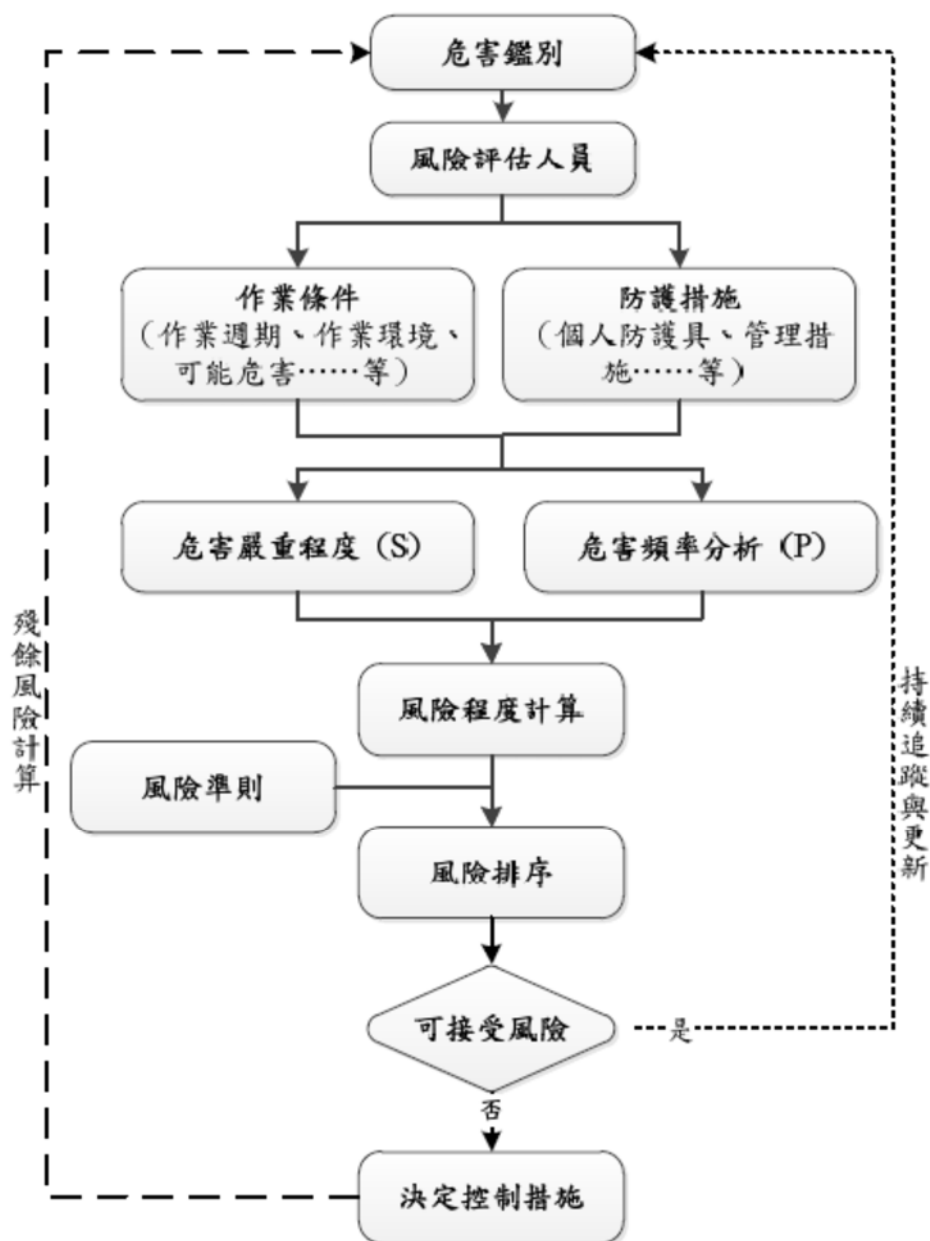 危害鑑別
風險評估人員
作業條件
（作業週期、作業環境、
可能危害……等）
防護措施
（個人防護具、管理措
施……等）
危害嚴重程度（S）
危害頻率分析（P）
殘餘風險計算
持續追蹤與更新
風險程度計算
風險準則
風險排序
可接受風險
是
否
決定控制措施